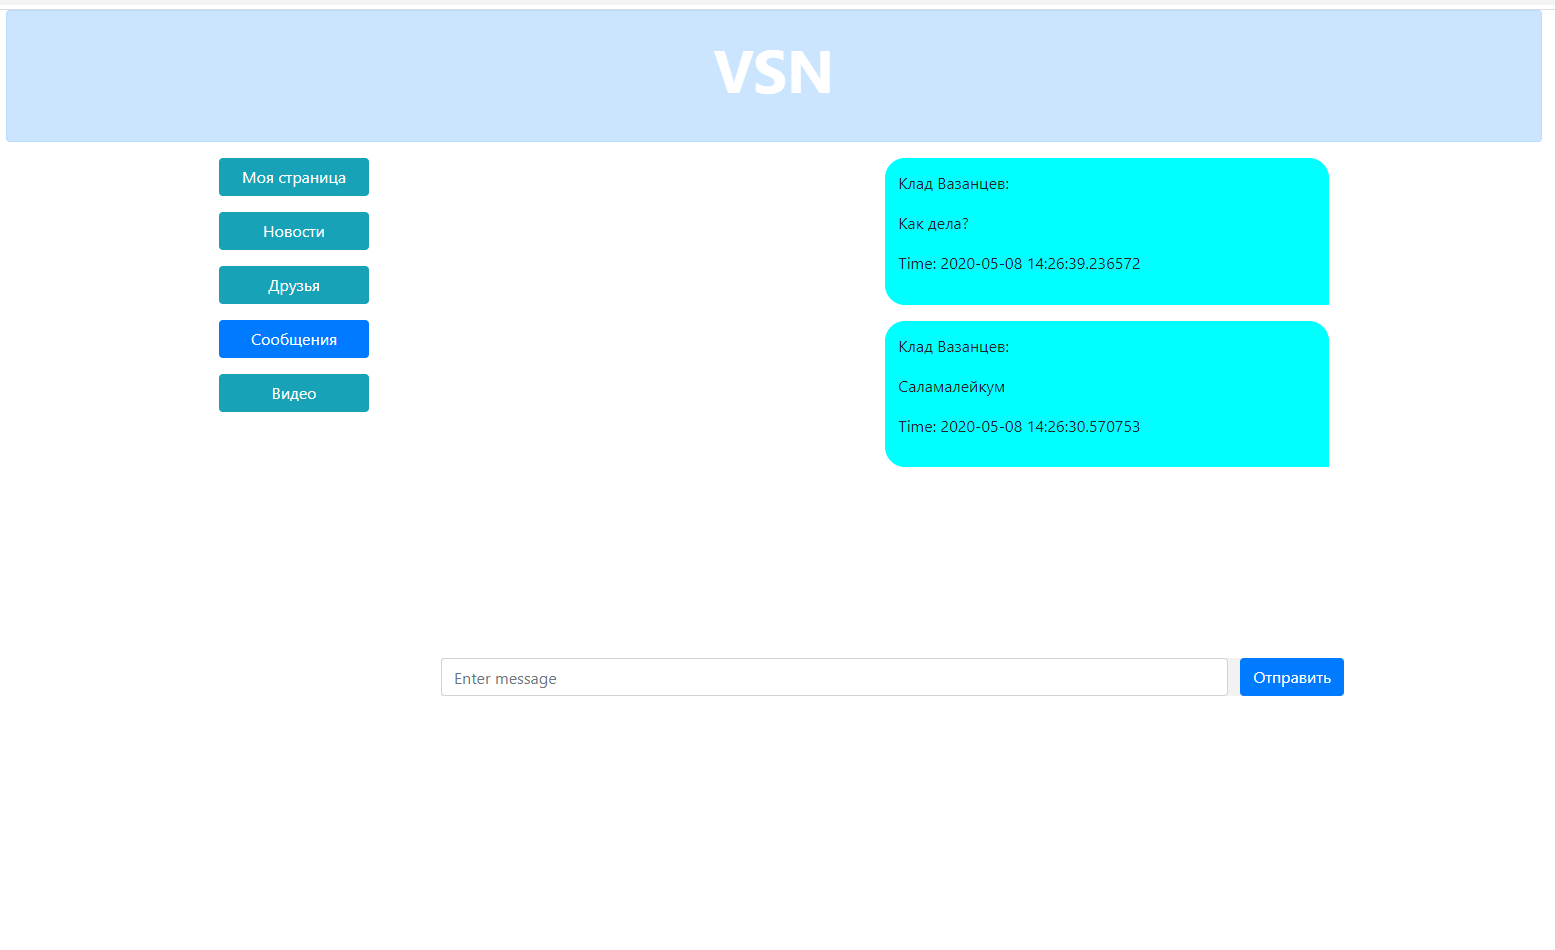 VSN
Моя страница
Новости
Друзья
Сообщения
Видео
Клад Вазанцев:
Как дела?
Time: 2020-05-08 14:26:39.236572
Клад Вазанцев:
Саламалейкум
Time: 2020-05-08 14:26:30.570753
Enter message
Отправить